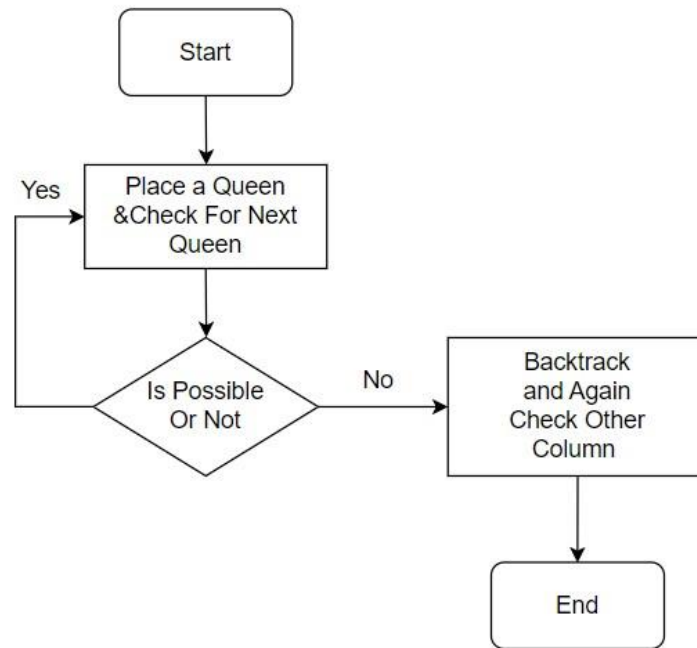 Start
Yes
Place a Queen
&Check For Next
Queen
Is Possible
Or Not
No
Backtrack
and Again
Check Other
Column
End